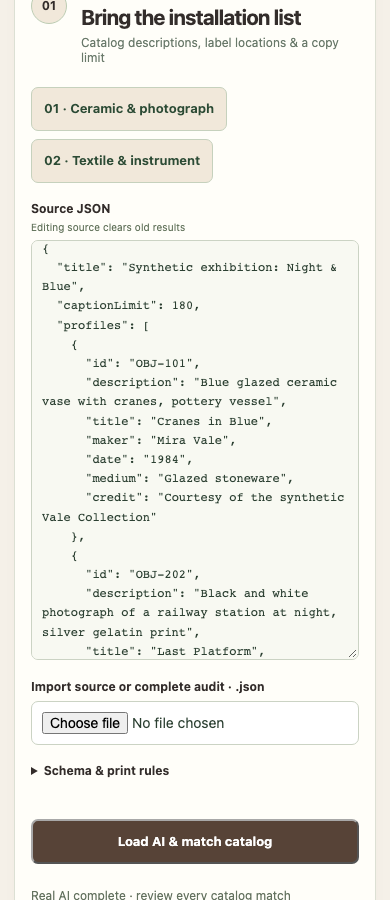 01
Bring the installation list
Catalog descriptions, label locations & a copy
limit
01 · Ceramic & photograph
02 · Textile & instrument
Source JSON
Editing source clears old results
{
"title": "Synthetic exhibition: Night &
Blue",
"captionLimit": 180,
"profiles": [
{
"id": "OBJ-101",
"description": "Blue glazed ceramic
vase with cranes, pottery vessel",
"title": "Cranes in Blue",
"maker": "Mira Vale",
"date": "1984",
"medium": "Glazed stoneware",
"credit": "Courtesy of the synthetic
Vale Collection"
},
{
"id": "OBJ-202",
"description": "Black and white
photograph of a railway station at night,
silver gelatin print",
"title": "Last Platform",
Import source or complete audit · .json
Choose file No file chosen
Schema & print rules
Load AI & match catalog
Real AI complete · review every catalog match